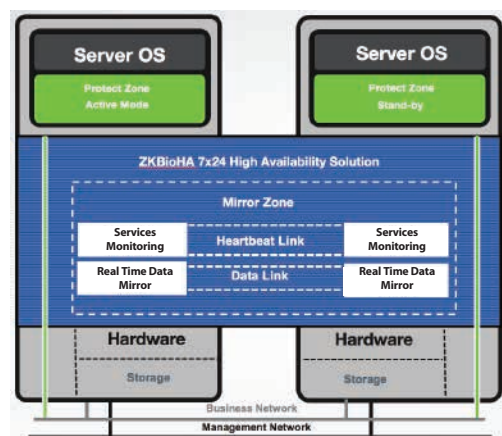 Server OS
Protect Zone
Active Mode
Server OS
Protect Zone
Stand-by
ZKBioHA 7x24 High Availability Solution
Mirror Zone
Services
Monitoring
Heartbeat Link
Services
Monitoring
Real Time Data
Mirror
Data Link
Real Time Data
Mirror
Hardware
Storage
Hardware
Storage
Business Network
Management Network